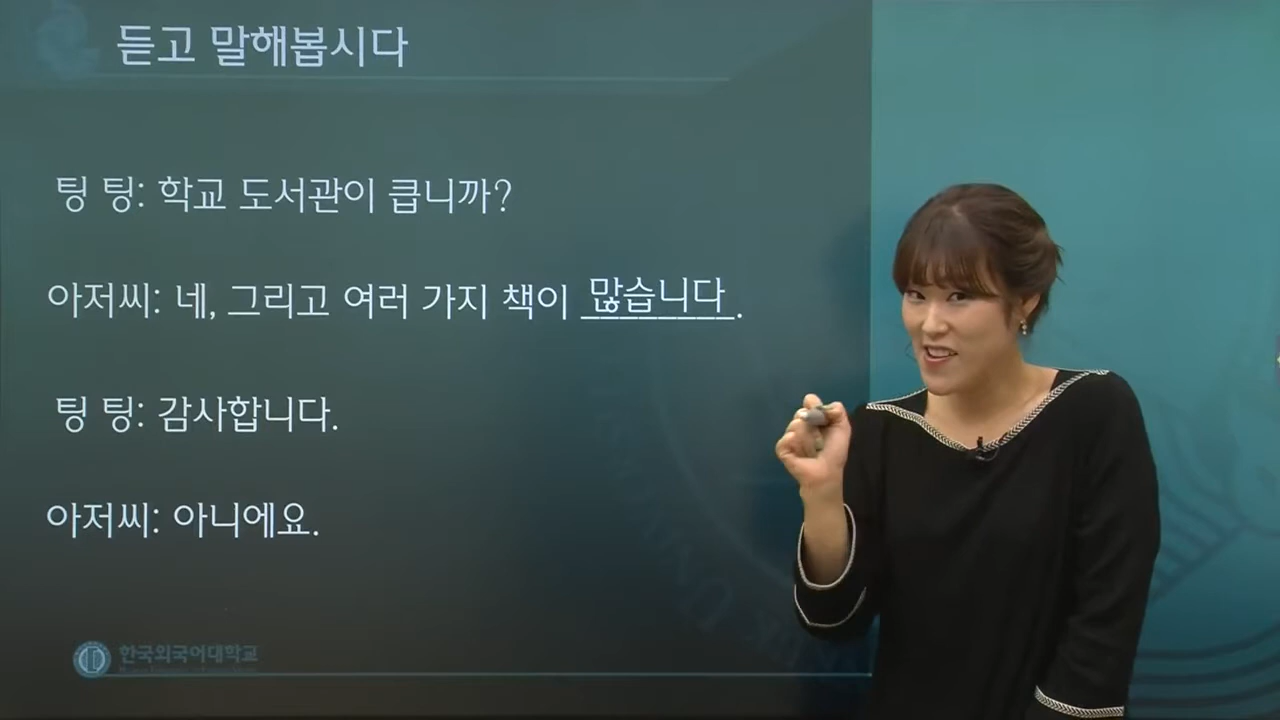 듣고 말해봅시다
팅 팅: 학교 도서관이 큽니까?
아저씨: 네, 그리고 여러 가지 책이 많습니다.
팅 팅: 감사합니다.
아저씨: 아니에요.
한국외국어대학교